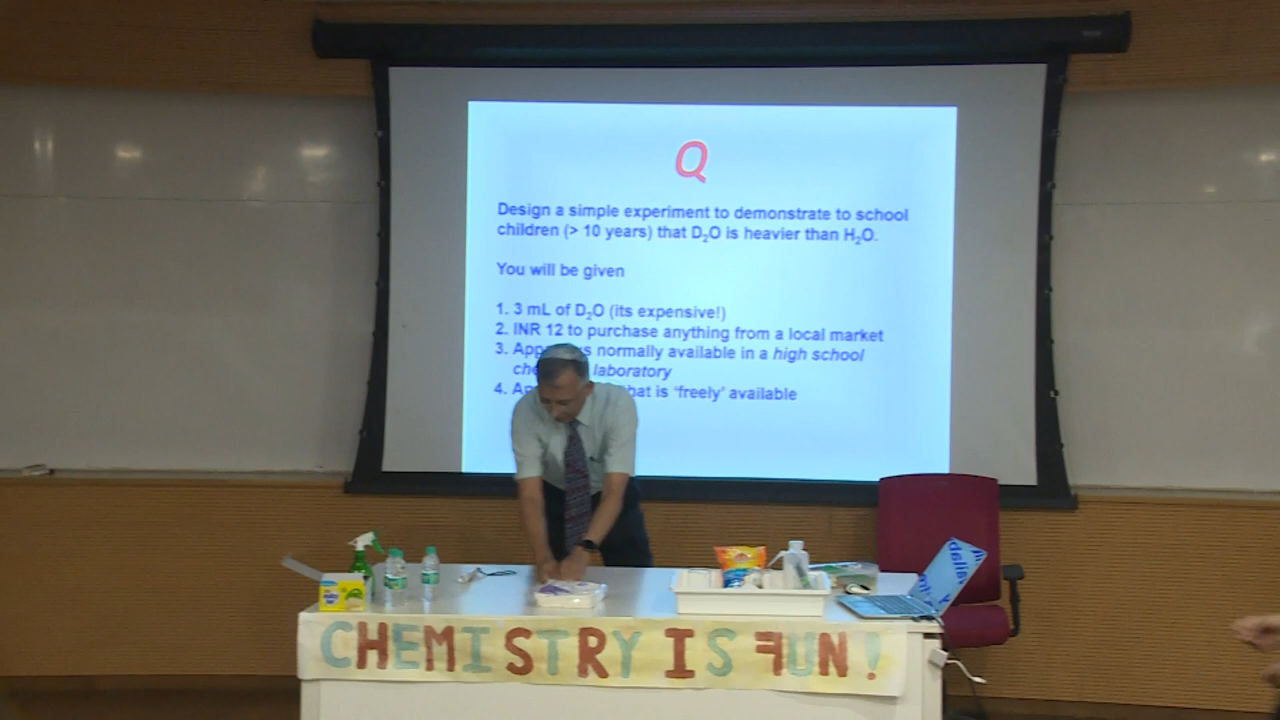 Q
Design a simple experiment to demonstrate to school
children (> 10 years) that D₂O is heavier than H₂O.
You will be given
1. 3 mL of D₂O (its expensive!)
2. INR 12 to purchase anything from a local market
3. App s normally available in a high school
che laboratory
4. An hat is ‘freely’ available
CHEMISTRY IS FUN!